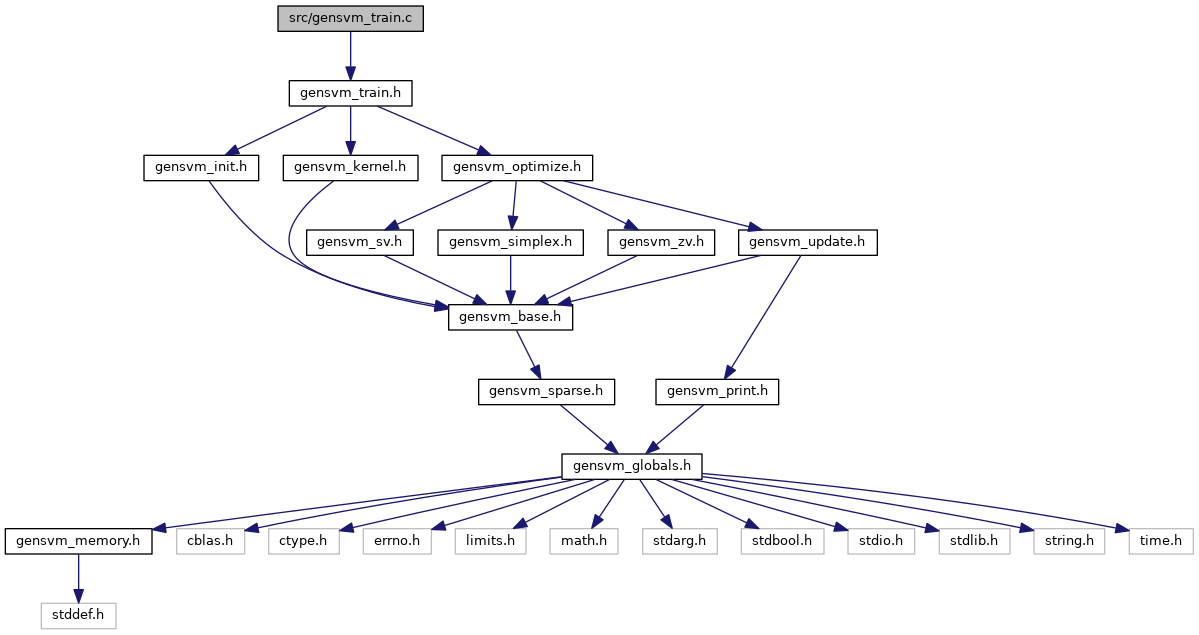 src/gensvm_train.c
gensvm_train.h
gensvm_init.h
gensvm_kernel.h
gensvm_optimize.h
gensvm_sv.h
gensvm_simplex.h
gensvm_zv.h
gensvm_update.h
gensvm_base.h
gensvm_sparse.h
gensvm_print.h
gensvm_globals.h
gensvm_memory.h
cblas.h
ctype.h
errno.h
limits.h
math.h
stdarg.h
stdbool.h
stdio.h
stdlib.h
string.h
time.h
stddef.h